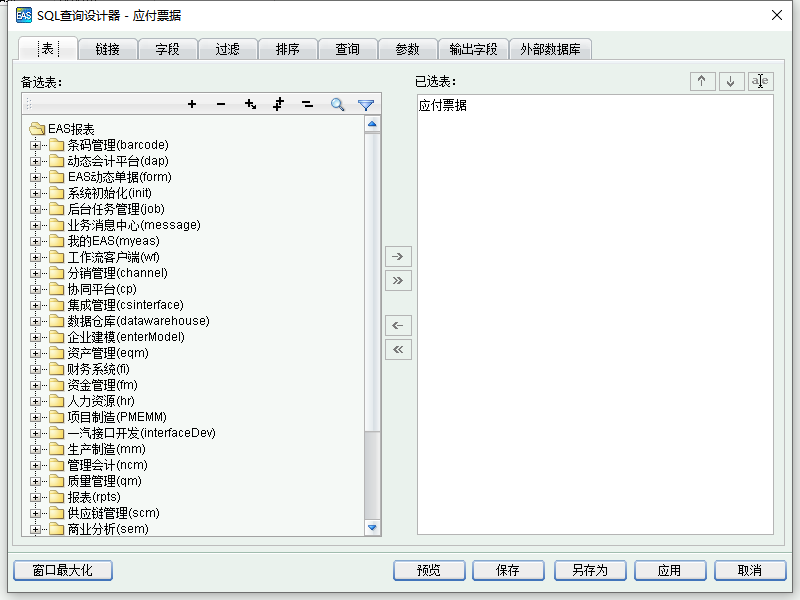 EAS SQL查询设计器 - 应付票据
表 链接 字段 过滤 排序 查询 参数 输出字段 外部数据库
备选表:
已选表:
aɪe
应付票据
EAS报表
条码管理(barcode)
动态会计平台(dap)
EAS动态单据(form)
系统初始化(init)
后台任务管理(job)
业务消息中心(message)
我的EAS(myeas)
工作流客户端(wf)
分销管理(channel)
协同平台(cp)
集成管理(csinterface)
数据仓库(datawarehouse)
企业建模(enterModel)
资产管理(eqm)
财务系统(fi)
资金管理(fm)
人力资源(hr)
项目制造(PMEMM)
一汽接口开发(interfaceDev)
生产制造(mm)
管理会计(ncm)
质量管理(qm)
报表(rpts)
供应链管理(scm)
商业分析(sem)
窗口最大化 预览 保存 另存为 应用 取消